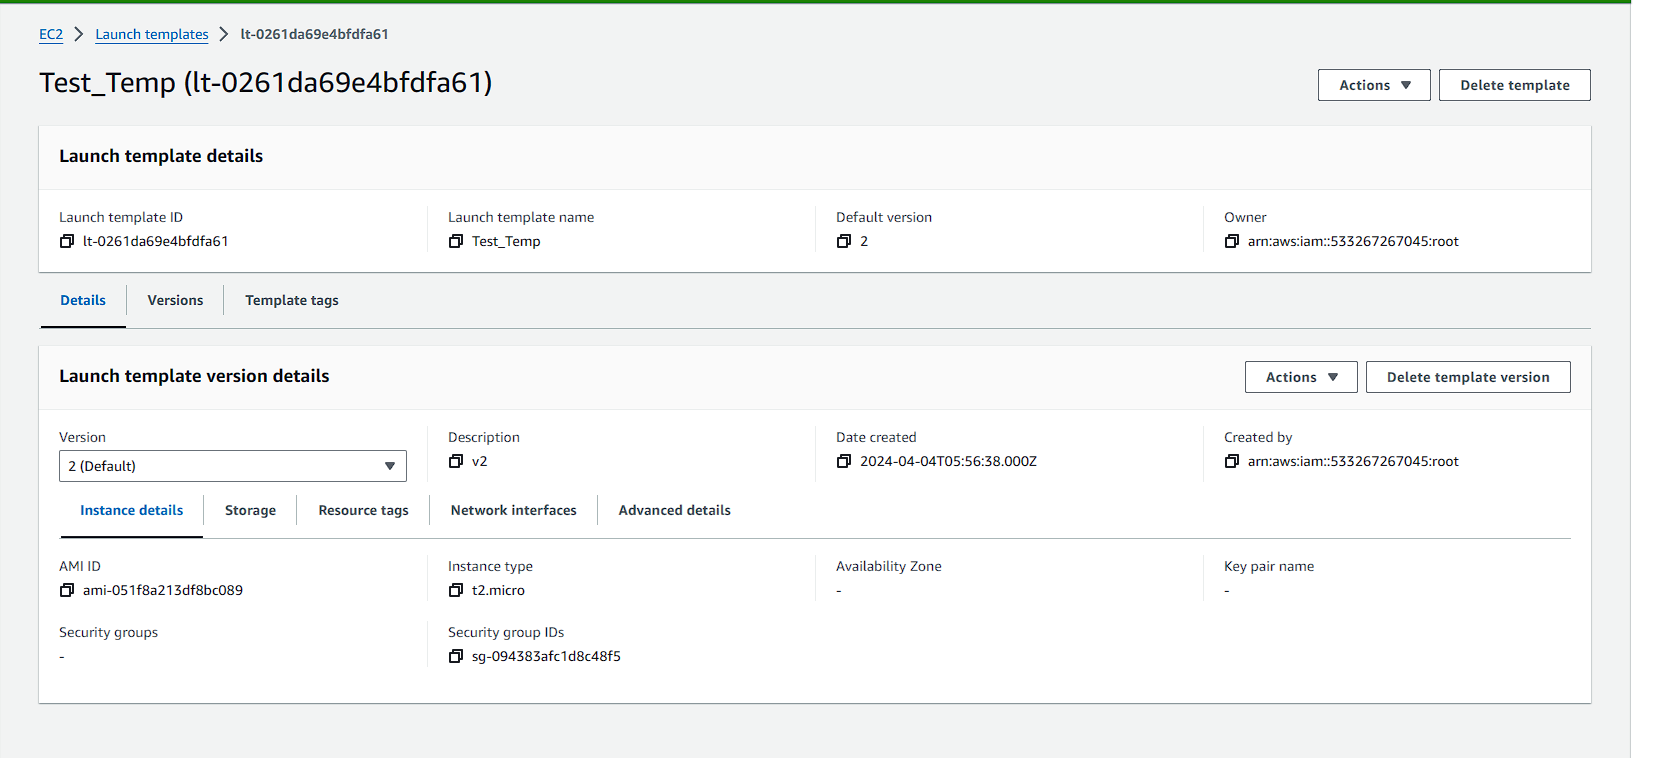 EC2 > Launch templates > lt-0261da69e4bfdfa61
Test_Temp (lt-0261da69e4bfdfa61)
Actions
Delete template
Launch template details
Launch template ID
lt-0261da69e4bfdfa61
Launch template name
Test_Temp
Default version
2
Owner
arn:aws:iam::533267267045:root
Details
Versions
Template tags
Launch template version details
Actions
Delete template version
Version
2 (Default)
Description
v2
Date created
2024-04-04T05:56:38.000Z
Created by
arn:aws:iam::533267267045:root
Instance details
Storage
Resource tags
Network interfaces
Advanced details
AMI ID
ami-051f8a213df8bc089
Instance type
t2.micro
Availability Zone
-
Key pair name
-
Security groups
-
Security group IDs
sg-094383afc1d8c48f5